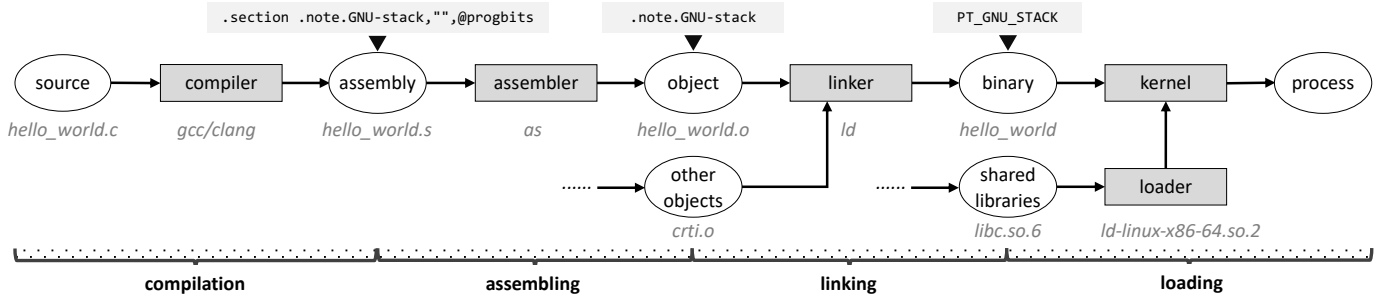 .section .note.GNU-stack,"",@progbits
.note.GNU-stack
PT_GNU_STACK
source
compiler
assembly
assembler
object
linker
binary
kernel
process
hello_world.c
gcc/clang
hello_world.s
as
hello_world.o
ld
hello_world
......
other
objects
......
shared
libraries
loader
crti.o
libc.so.6
ld-linux-x86-64.so.2
compilation
assembling
linking
loading